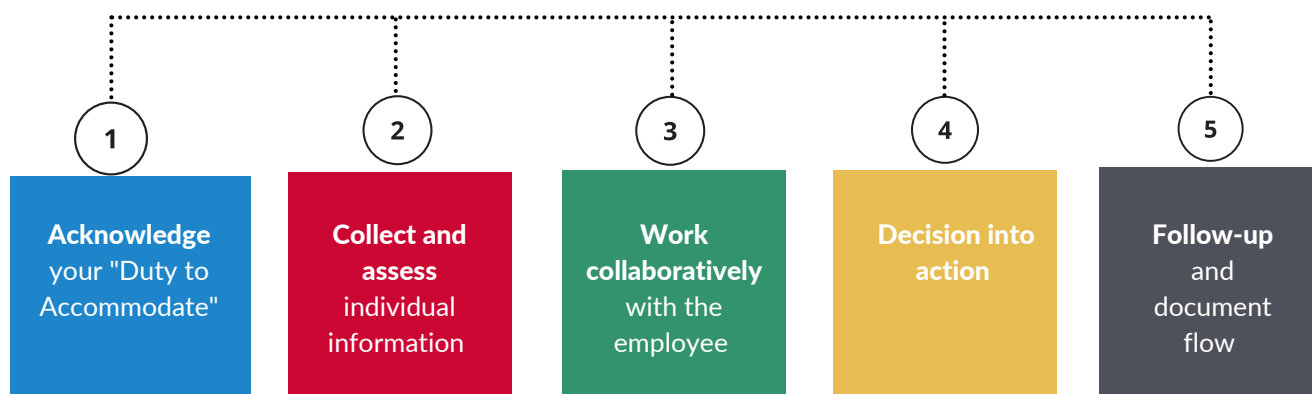 1
Acknowledge
your "Duty to
Accommodate"
2
Collect and
assess
individual
information
3
Work
collaboratively
with the
employee
4
Decision into
action
5
Follow-up
and
document
flow